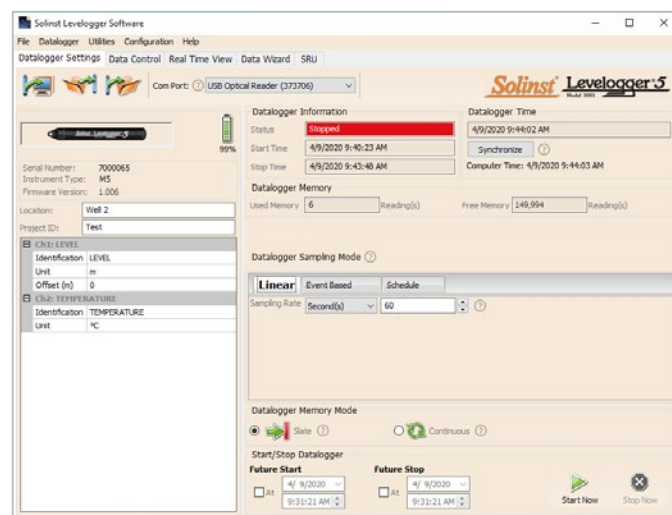 Solinst Levelogger Software
File Datalogger Utilities Configuration Help
Datalogger Settings Data Control Real Time View Data Wizard SRU
Com Port: ? USB Optical Reader (373706)
Solinst Levelogger 5
99%
Serial Number: 7000065
Instrument Type: M5
Firmware Version: 1.006
Location: Well 2
Project ID: Test
Ch1: LEVEL
Identification LEVEL
Unit m
Offset (m) 0
Ch2: TEMPERATURE
Identification TEMPERATURE
Unit °C
Datalogger Information
Status Stopped
Start Time 4/9/2020 9:40:23 AM
Stop Time 4/9/2020 9:43:48 AM
Datalogger Time
4/9/2020 9:44:02 AM
Synchronize ?
Computer Time: 4/9/2020 9:44:03 AM
Datalogger Memory
Used Memory 6 Reading(s) Free Memory 149,994 Reading(s)
Datalogger Sampling Mode ?
Linear Event Based Schedule
Sampling Rate Second(s) 60 ?
Datalogger Memory Mode
Slate ? Continuous ?
Start/Stop Datalogger
Future Start Future Stop
At 4/ 9/2020 At 4/ 9/2020
9:31:21 AM 9:31:21 AM
Start Now Stop Now